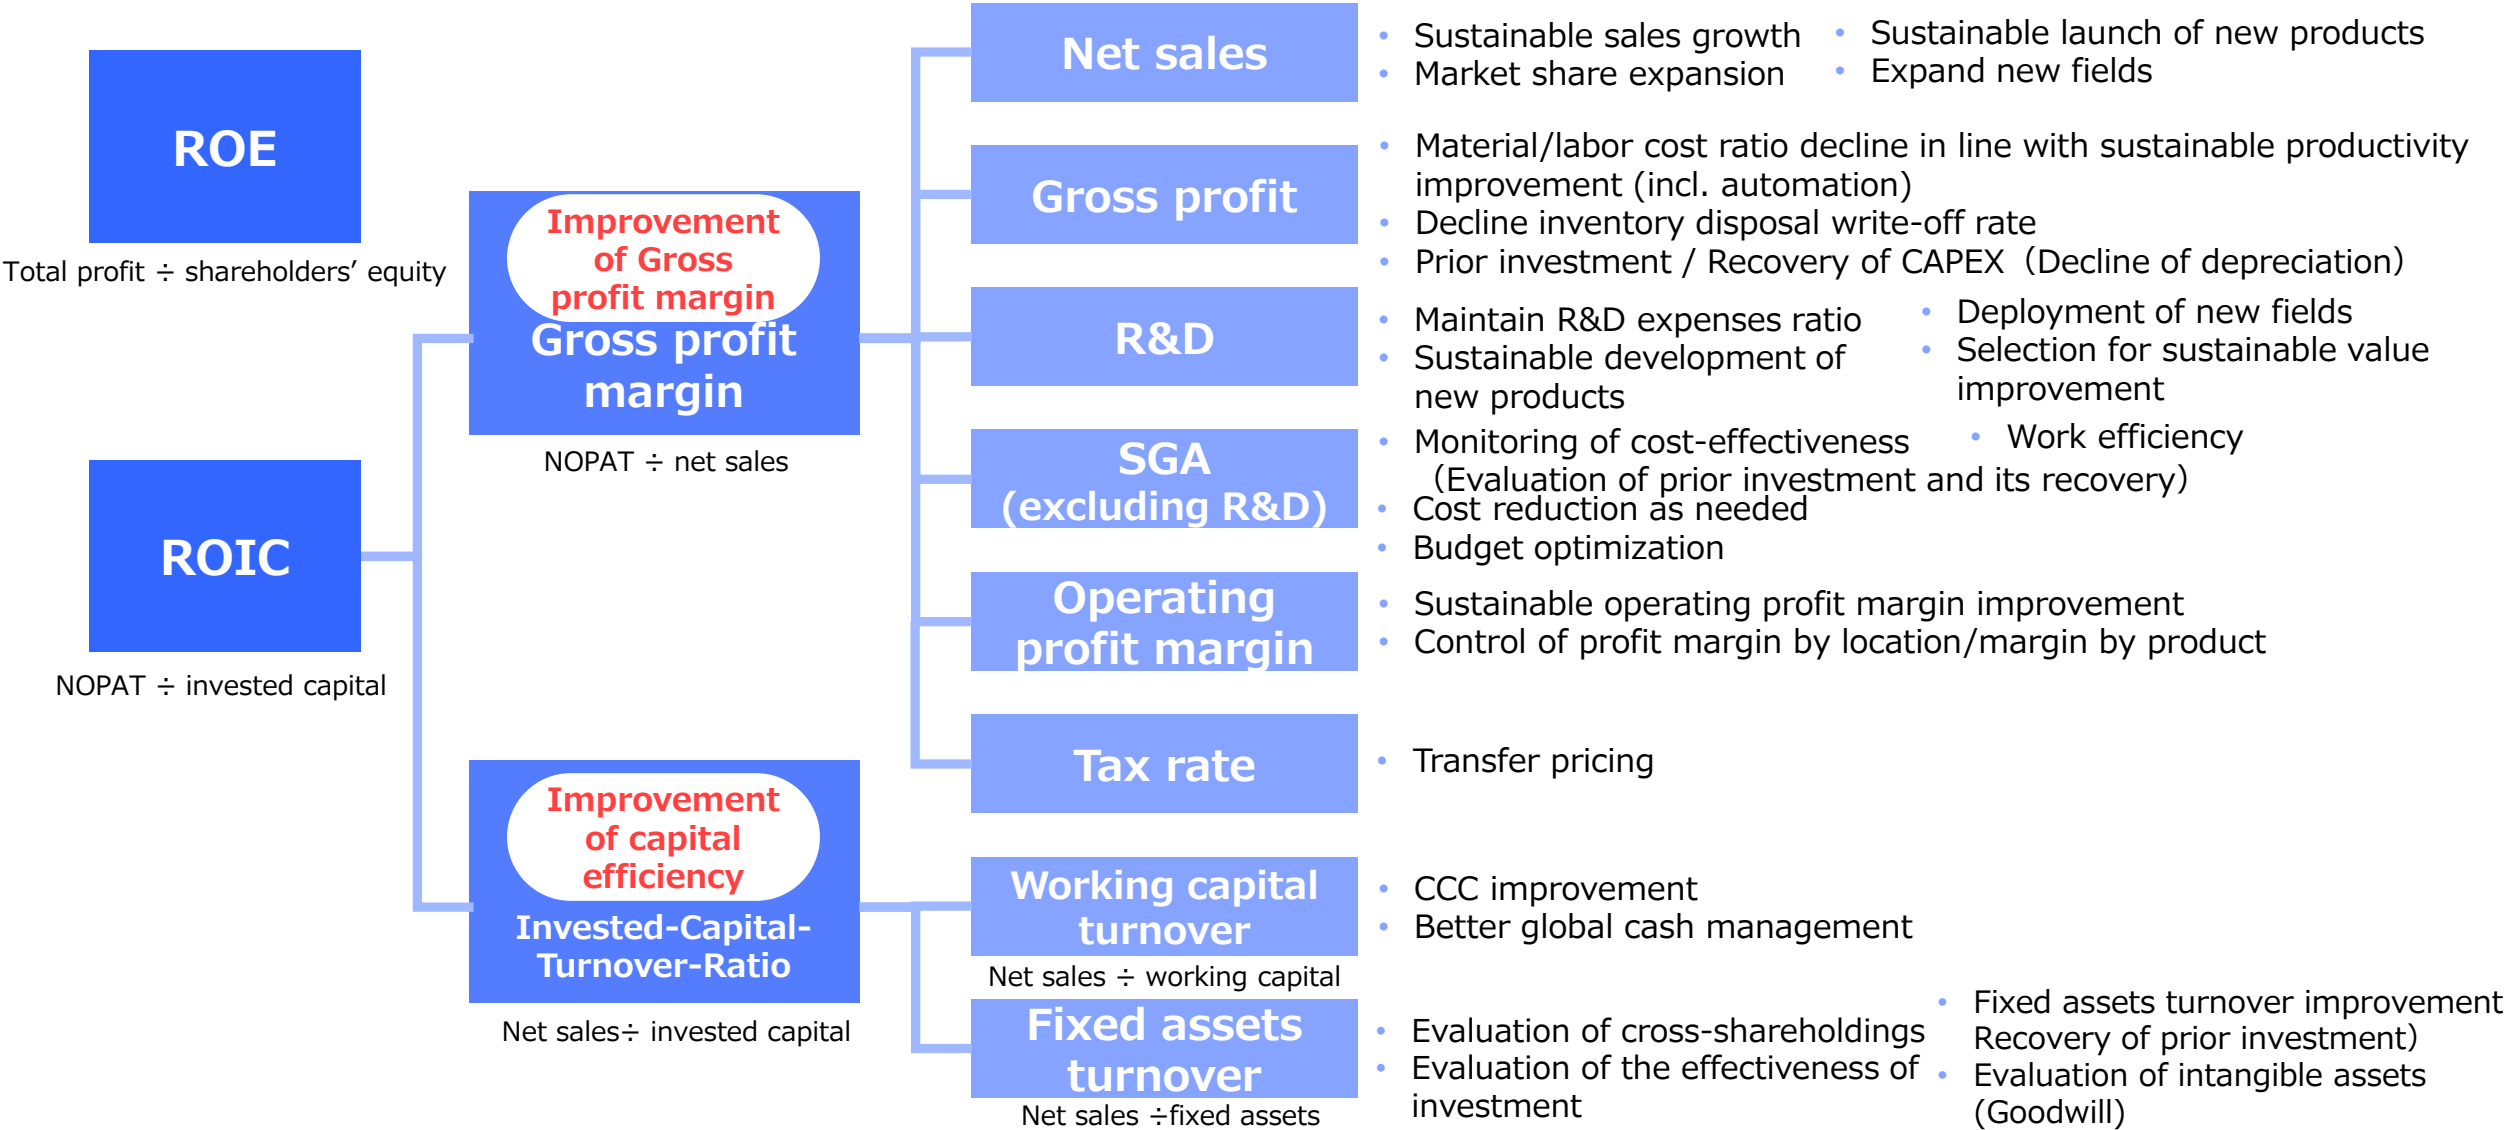 ROE
Total profit ÷ shareholders’ equity
ROIC
NOPAT ÷ invested capital
Improvement
of Gross
profit margin
Gross profit
margin
NOPAT ÷ net sales
Improvement
of capital
efficiency
Invested-Capital-
Turnover-Ratio
Net sales÷ invested capital
Net sales
• Sustainable sales growth
• Market share expansion
• Sustainable launch of new products
• Expand new fields
Gross profit
• Material/labor cost ratio decline in line with sustainable productivity
improvement (incl. automation)
• Decline inventory disposal write-off rate
• Prior investment / Recovery of CAPEX（Decline of depreciation）
R&D
• Maintain R&D expenses ratio
• Sustainable development of
new products
• Deployment of new fields
• Selection for sustainable value
improvement
SGA
(excluding R&D)
• Monitoring of cost-effectiveness
（Evaluation of prior investment and its recovery）
• Work efficiency
• Cost reduction as needed
• Budget optimization
Operating
profit margin
• Sustainable operating profit margin improvement
• Control of profit margin by location/margin by product
Tax rate
• Transfer pricing
Working capital
turnover
Net sales ÷ working capital
• CCC improvement
• Better global cash management
Fixed assets
turnover
Net sales ÷fixed assets
• Evaluation of cross-shareholdings
• Evaluation of the effectiveness of
investment
• Fixed assets turnover improvement
Recovery of prior investment）
• Evaluation of intangible assets
(Goodwill)